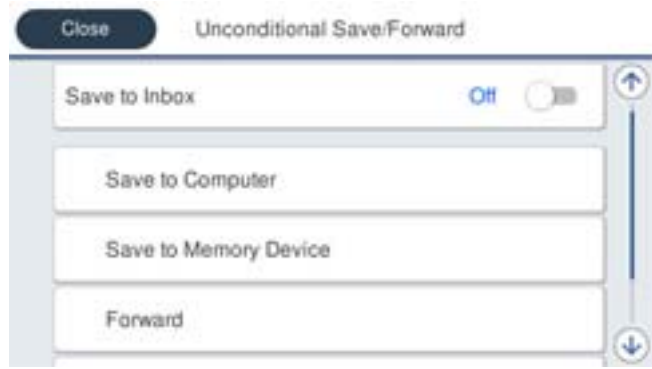 Close Unconditional Save/Forward
Save to Inbox Off
Save to Computer
Save to Memory Device
Forward